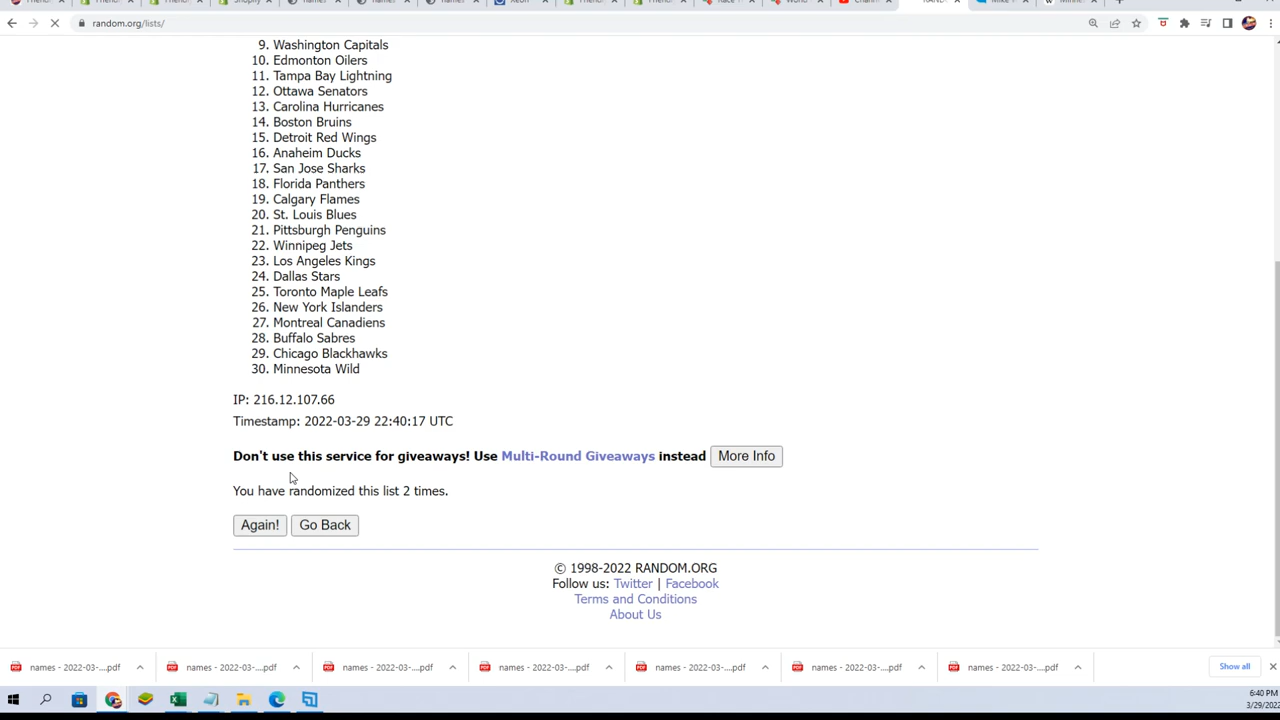 random.org/lists/
9. Washington Capitals
10. Edmonton Oilers
11. Tampa Bay Lightning
12. Ottawa Senators
13. Carolina Hurricanes
14. Boston Bruins
15. Detroit Red Wings
16. Anaheim Ducks
17. San Jose Sharks
18. Florida Panthers
19. Calgary Flames
20. St. Louis Blues
21. Pittsburgh Penguins
22. Winnipeg Jets
23. Los Angeles Kings
24. Dallas Stars
25. Toronto Maple Leafs
26. New York Islanders
27. Montreal Canadiens
28. Buffalo Sabres
29. Chicago Blackhawks
30. Minnesota Wild
IP: 216.12.107.66
Timestamp: 2022-03-29 22:40:17 UTC
Don't use this service for giveaways! Use Multi-Round Giveaways instead More Info
You have randomized this list 2 times.
Again! Go Back
© 1998-2022 RANDOM.ORG
Follow us: Twitter | Facebook
Terms and Conditions
About Us
names - 2022-03-....pdf names - 2022-03-....pdf names - 2022-03-....pdf names - 2022-03-....pdf names - 2022-03-....pdf names - 2022-03-....pdf names - 2022-03-....pdf Show all
6:40 PM
3/29/2022